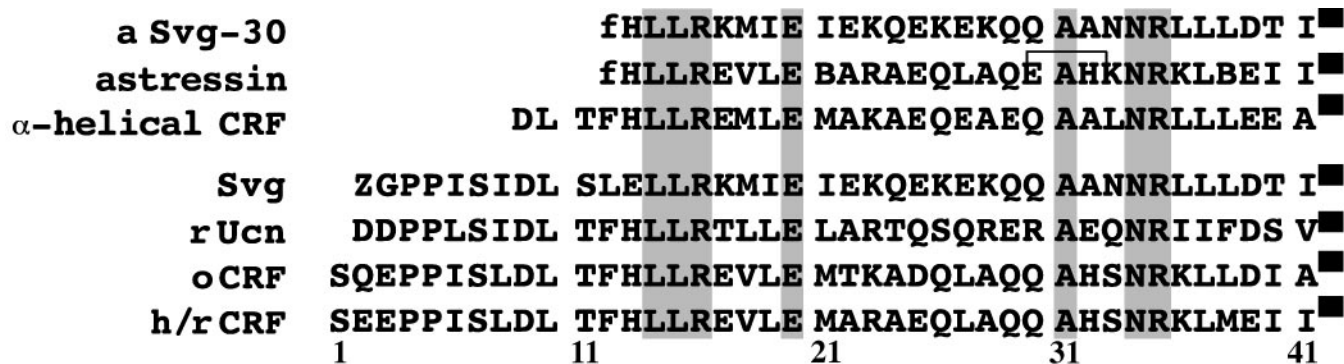 a Svg-30 fHLLRKMIE IEKQEKEKQQ AANNRLLLDT I
astressin fHLLREVLE BARAEQLAQE AHKNRKLBEI I
α-helical CRF DL TFHLLREMLE MAKAEQEAEQ AALNRLLLEE A
Svg ZGPPISIDL SLELLRKMIE IEKQEKEKQQ AANNRLLLDT I
rUcn DDPPLSIDL TFHLLRTLLE LARTQSQRER AEQNRIIFDS V
oCRF SQEPPISLDL TFHLLREVLE MTKADQLAQQ AHSNRKLLDI A
h/rCRF SEEPPISLDL TFHLLREVLE MARAEQLAQQ AHSNRKLMEI I
1 11 21 31 41